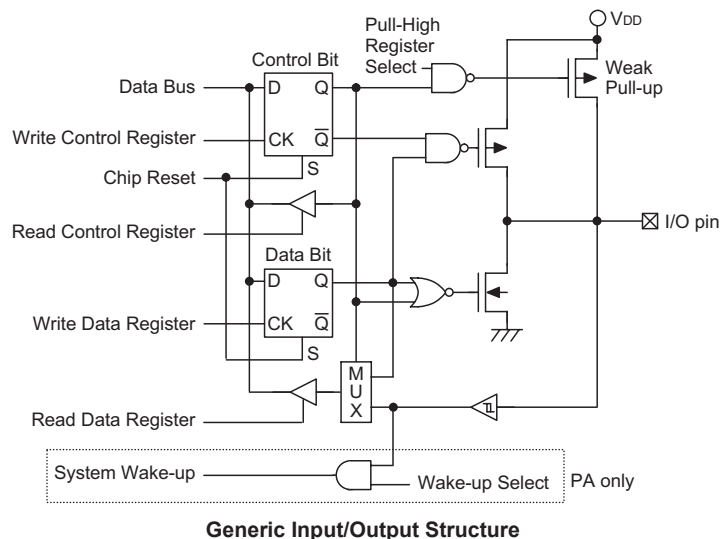 VDD
Pull-High
Register
Select
Control Bit
Weak
Pull-up
Data Bus
D
Q
Write Control Register
CK
Q
Chip Reset
S
Read Control Register
I/O pin
Data Bit
D
Q
Write Data Register
CK
Q
S
M
U
X
Read Data Register
System Wake-up
Wake-up Select
PA only
Generic Input/Output Structure